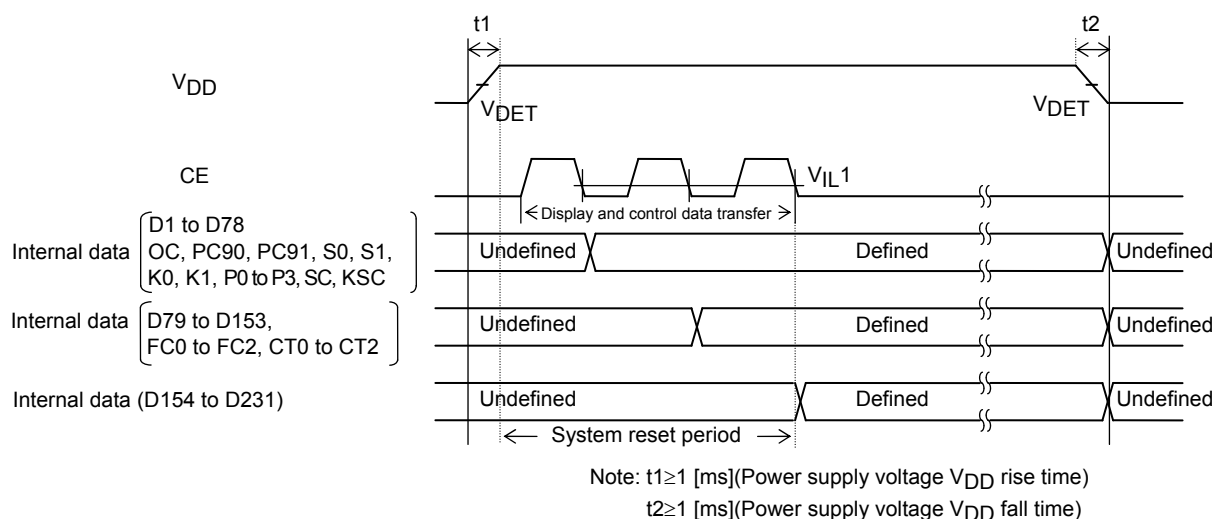 t1
t2
VDD
VDET
VDET
CE
VIL1
Display and control data transfer
Internal data
D1 to D78
OC, PC90, PC91, S0, S1,
K0, K1, P0 to P3, SC, KSC
Undefined
Defined
Undefined
Internal data
D79 to D153,
FC0 to FC2, CT0 to CT2
Undefined
Defined
Undefined
Internal data (D154 to D231)
Undefined
Defined
Undefined
System reset period
Note: t1≥1 [ms](Power supply voltage VDD rise time)
t2≥1 [ms](Power supply voltage VDD fall time)